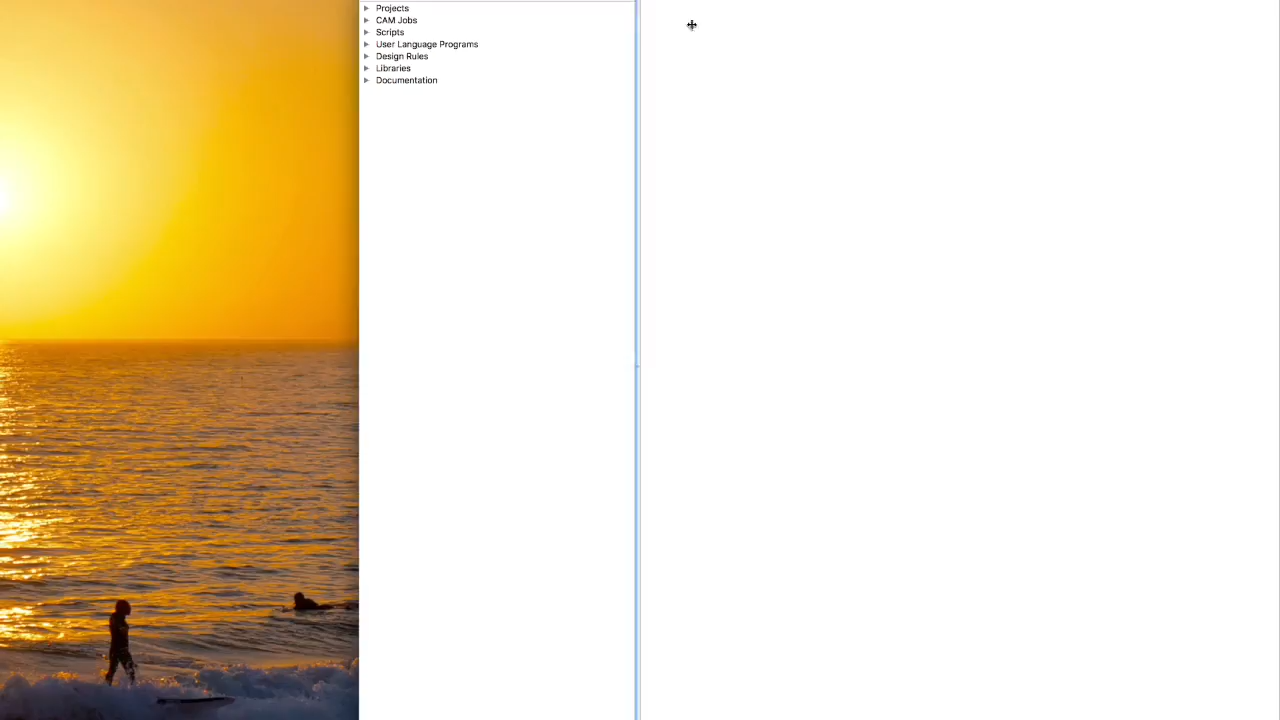 Projects
CAM Jobs
Scripts
User Language Programs
Design Rules
Libraries
Documentation